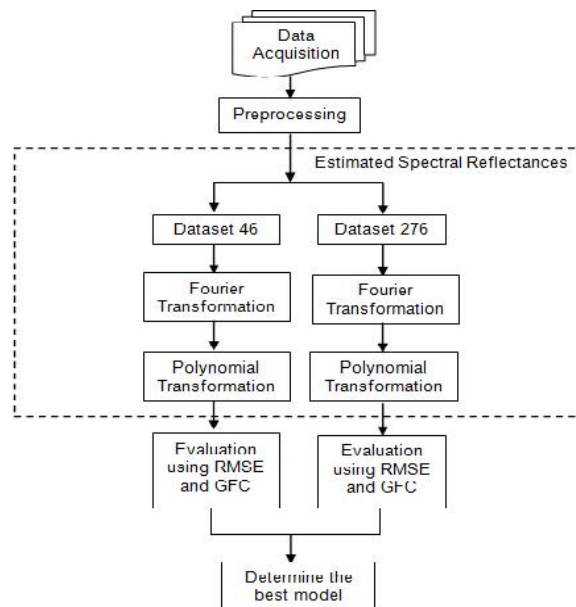 Data
Acquisition
Preprocessing
Estimated Spectral Reflectances
Dataset 46
Dataset 276
Fourier
Transformation
Fourier
Transformation
Polynomial
Transformation
Polynomial
Transformation
Evaluation
using RMSE
and GFC
Evaluation
using RMSE
and GFC
Determine the
best model